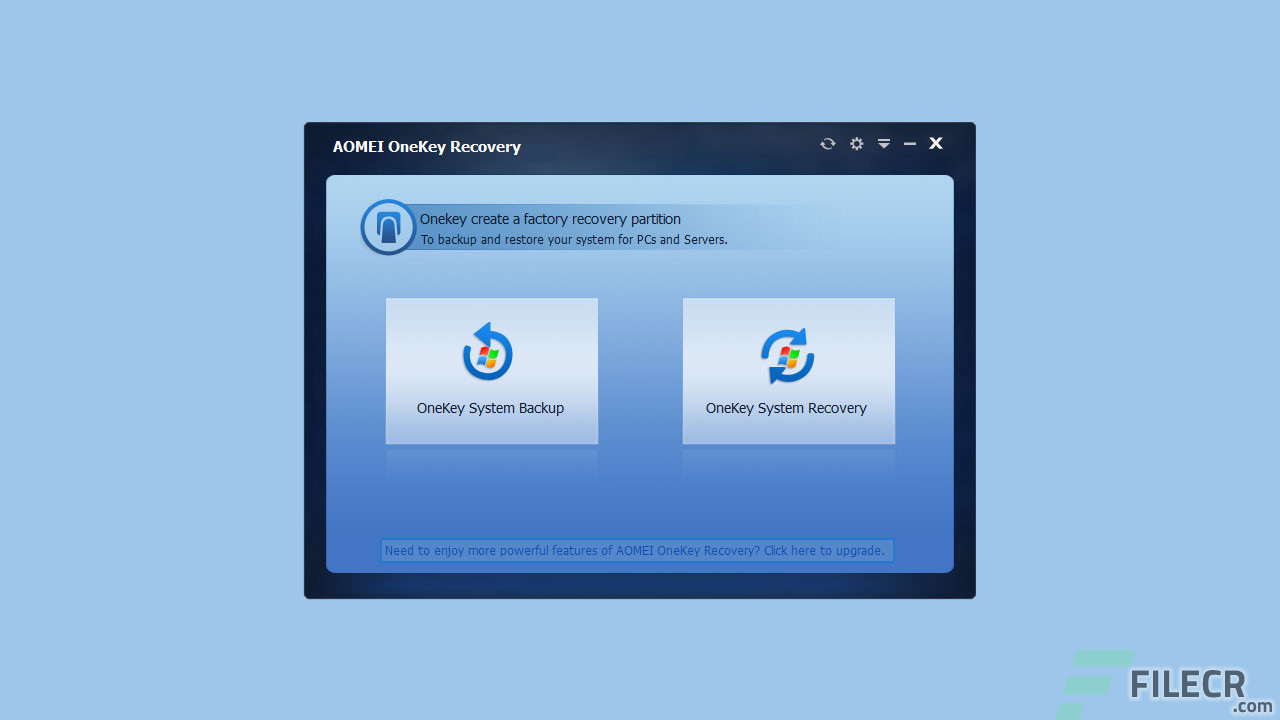 AOMEI OneKey Recovery
Onekey create a factory recovery partition
To backup and restore your system for PCs and Servers.
OneKey System Backup
OneKey System Recovery
Need to enjoy more powerful features of AOMEI OneKey Recovery? Click here to upgrade.
FILECR
.com